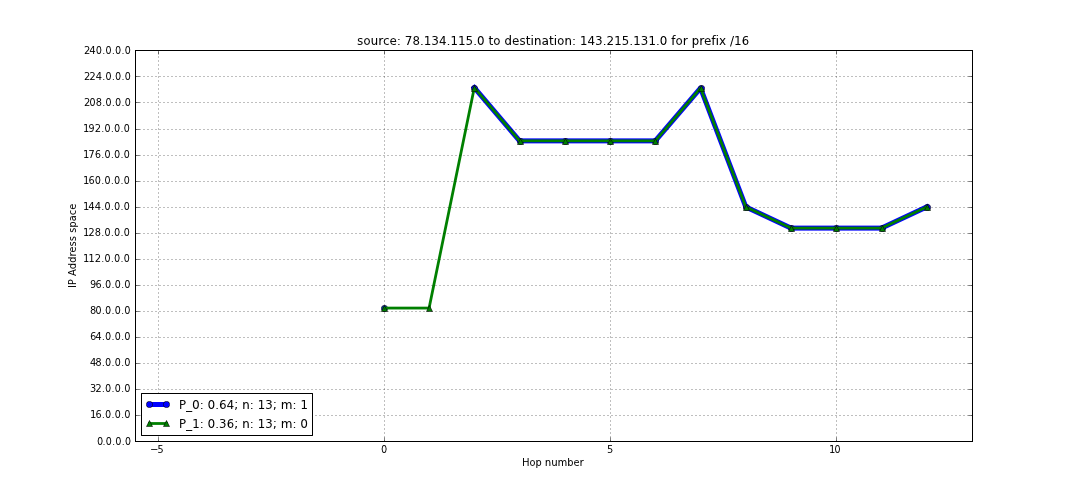 source: 78.134.115.0 to destination: 143.215.131.0 for prefix /16
240.0.0.0
224.0.0.0
208.0.0.0
192.0.0.0
176.0.0.0
160.0.0.0
144.0.0.0
128.0.0.0
112.0.0.0
96.0.0.0
80.0.0.0
64.0.0.0
48.0.0.0
32.0.0.0
16.0.0.0
0.0.0.0
IP Address space
P_0: 0.64; n: 13; m: 1
P_1: 0.36; n: 13; m: 0
−5 0 5 10
Hop number